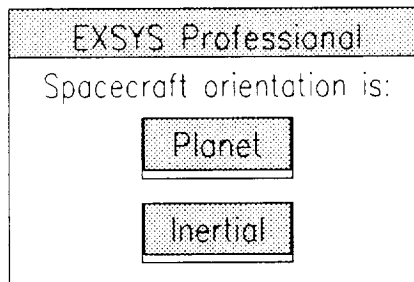 EXSYS Professional
Spacecraft orientation is:
Planet
Inertial